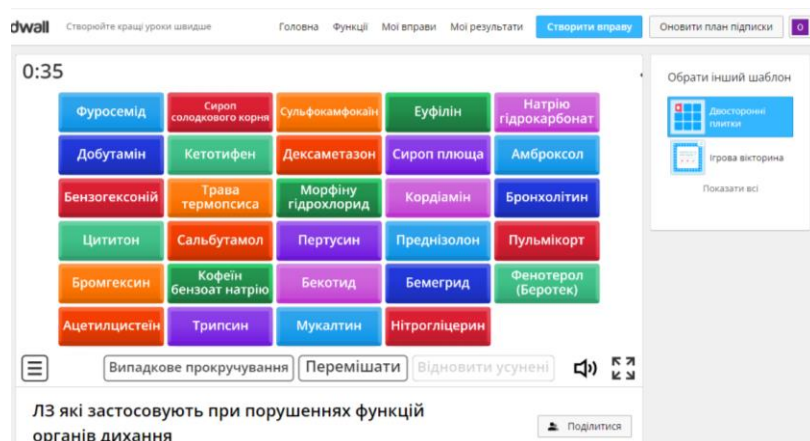 dwall Створюйте кращі уроки швидше Головна Функції Мої вправи Мої результати Створити вправу Оновити план підписки О
0:35
Фуросемід
Сироп
солодкового корня
Сульфокамфокаїн
Еуфілін
Натрію
гідрокарбонат
Добутамін
Кетотифен
Дексаметазон
Сироп плюща
Амброксол
Бензогексоній
Трава
термопсиса
Морфіну
гідрохлорид
Кордіамін
Бронхолітин
Цититон
Сальбутамол
Пертусин
Преднізолон
Пульмікорт
Бромгексин
Кофеїн
бензоат натрію
Бекотид
Бемегрид
Фенотерол
(Беротек)
Ацетилцистеїн
Трипсин
Мукалтин
Нітрогліцерин
Випадкове прокручування
Перемішати
Відновити усунені
ЛЗ які застосовують при порушеннях функцій
органів дихання
Поділитися
Обрати інший шаблон
Двосторонні
плитки
Ігрова вікторина
Показати всі